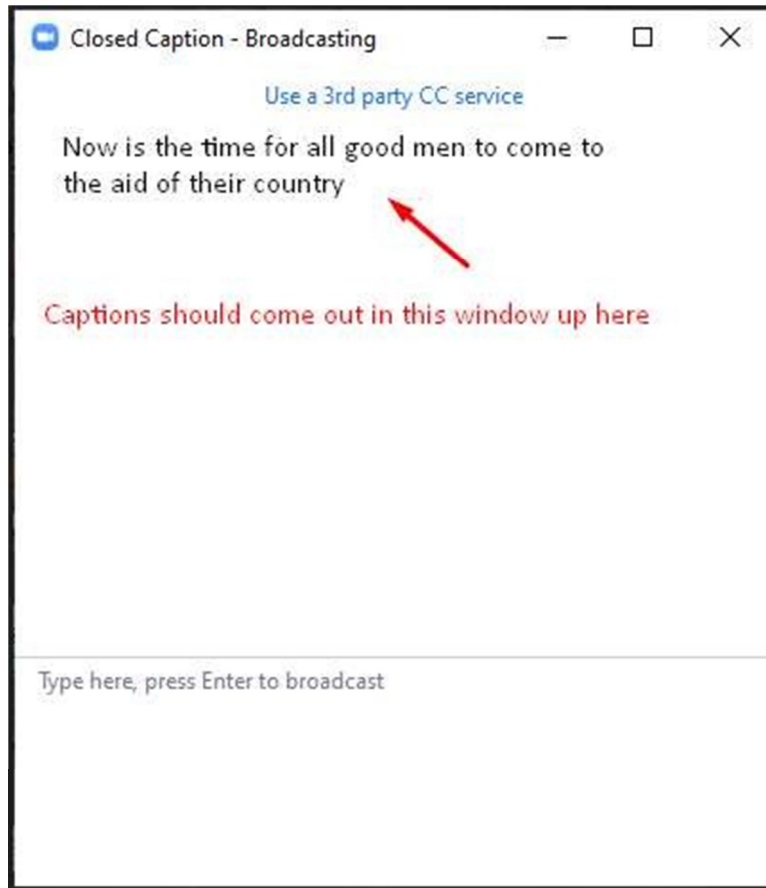 Closed Caption - Broadcasting
Use a 3rd party CC service
Now is the time for all good men to come to
the aid of their country
Captions should come out in this window up here
Type here, press Enter to broadcast